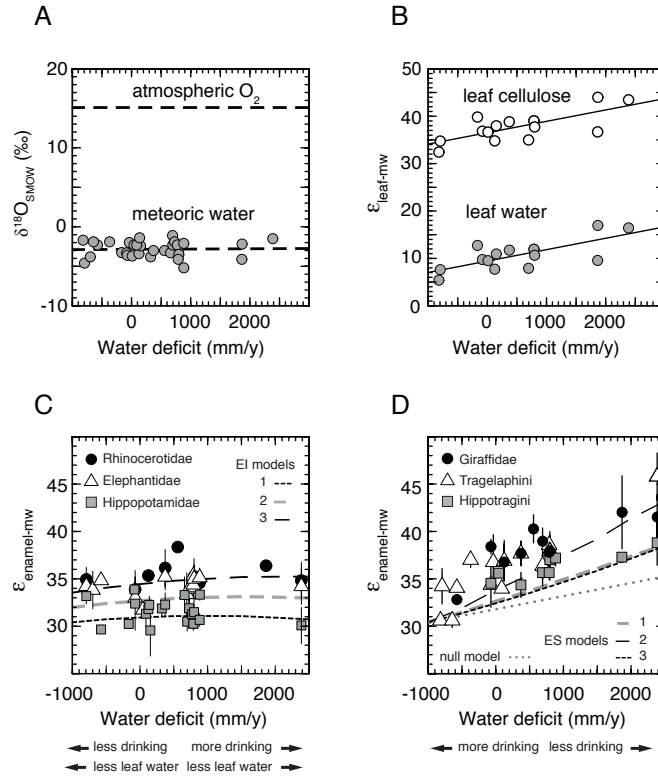 A
20
10
0
-10
δ18OSMOW (‰)
atmospheric O2
meteoric water
0 1000 2000
Water deficit (mm/y)
B
50
40
30
20
10
0
εleaf-mw
leaf cellulose
leaf water
0 1000 2000
Water deficit (mm/y)
C
45
40
35
30
εenamel-mw
Rhinocerotidae
Elephantidae
Hippopotamidae
EI models
1
2
3
-1000 0 1000 2000
Water deficit (mm/y)
less drinking more drinking
less leaf water less leaf water
D
45
40
35
30
εenamel-mw
Giraffidae
Tragelaphini
Hippotragini
null model
ES models
1
2
3
-1000 0 1000 2000
Water deficit (mm/y)
more drinking less drinking